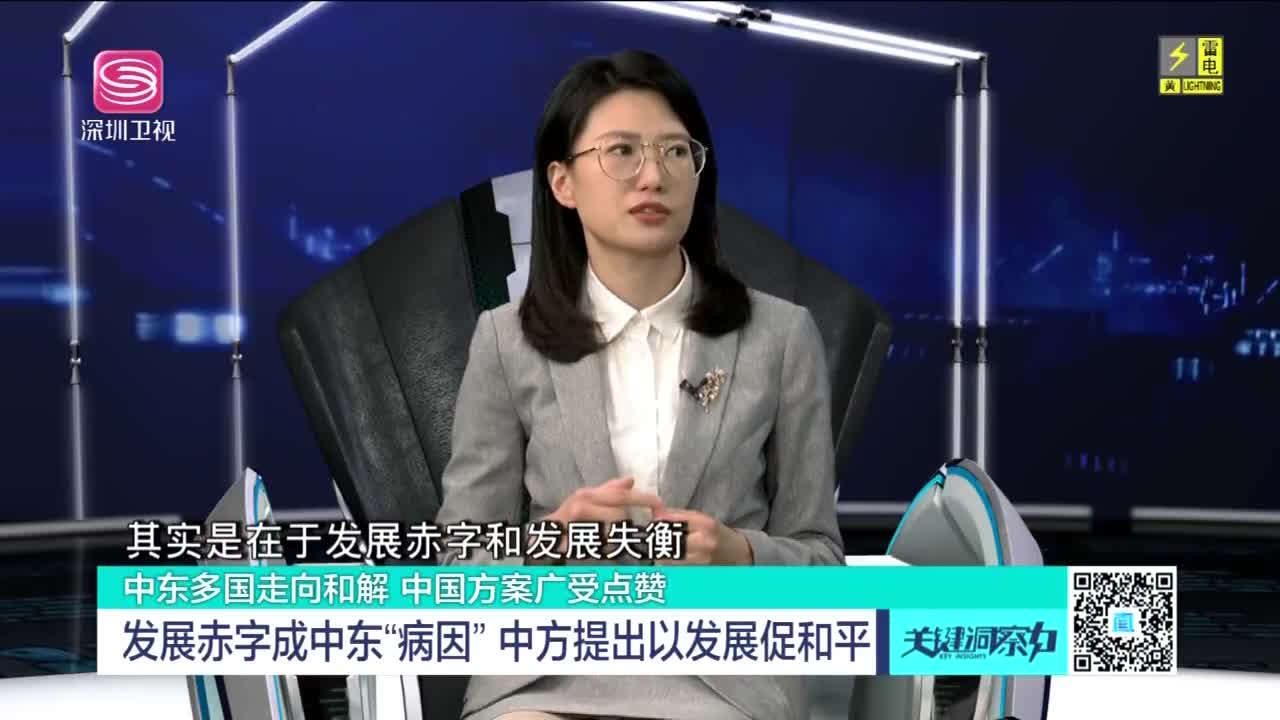 深圳卫视
雷电
黄 LIGHTNING
其实是在于发展赤字和发展失衡
中东多国走向和解 中国方案广受点赞
发展赤字成中东“病因” 中方提出以发展促和平
关键洞察力
KEY INSIGHTS